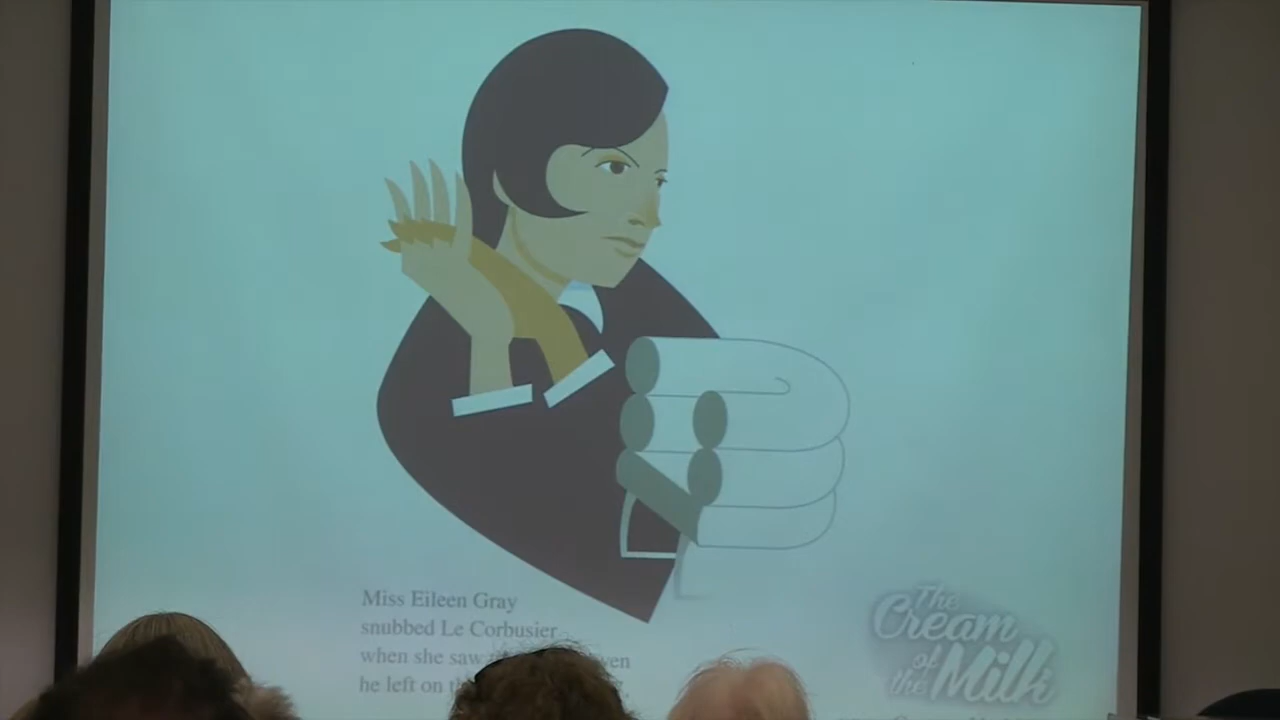 Miss Eileen Gray
snubbed Le Corbusier
when she saw
he left on
The
Cream
of
the Milk